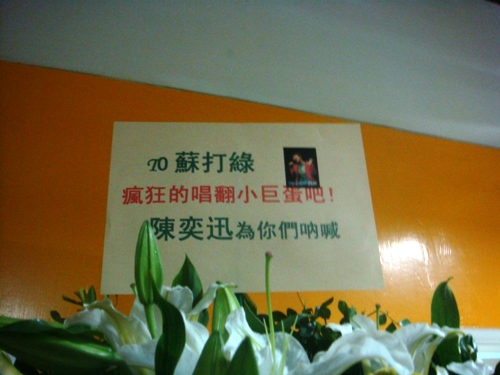 TO 蘇打綠
瘋狂的唱翻小巨蛋吧!
陳奕迅為你們吶喊